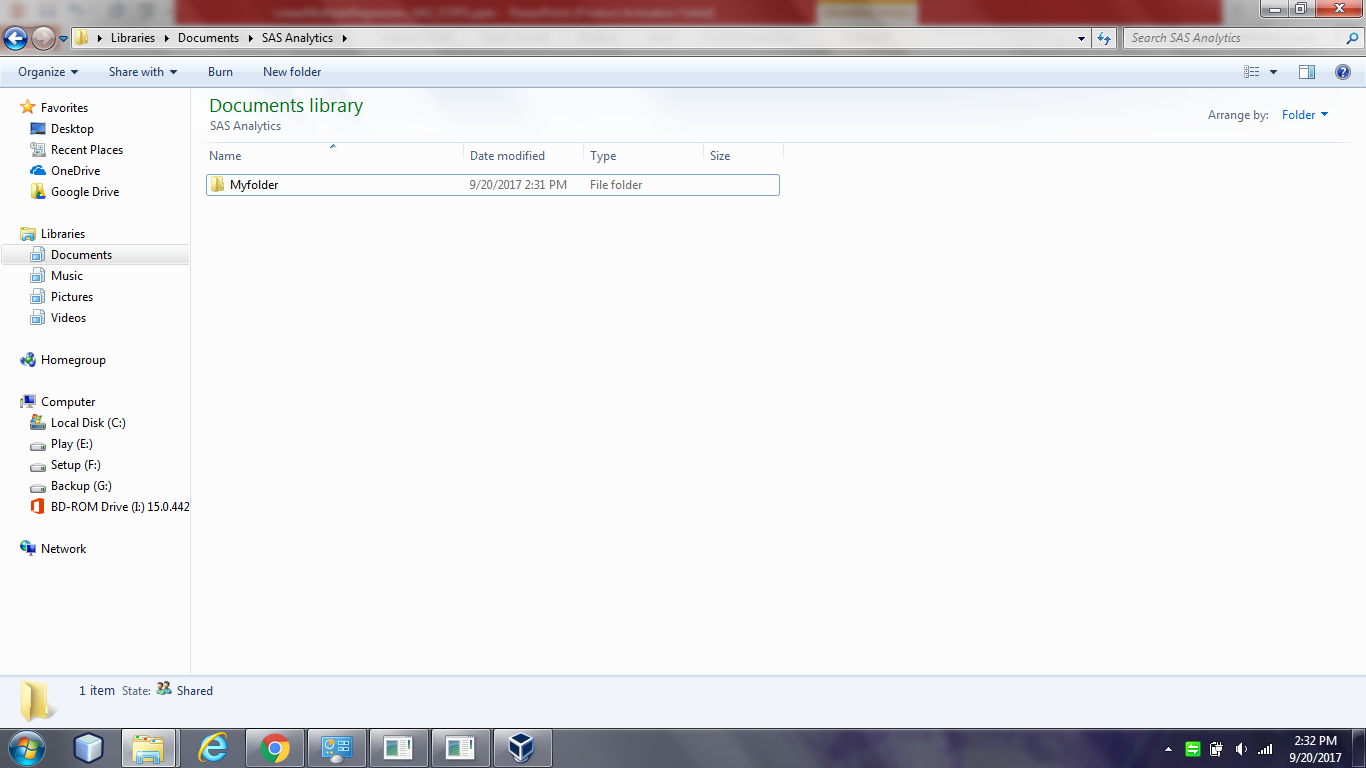 Libraries Documents SAS Analytics
Search SAS Analytics
Organize Share with Burn New folder
Favorites
Desktop
Recent Places
OneDrive
Google Drive
Libraries
Documents
Music
Pictures
Videos
Homegroup
Computer
Local Disk (C:)
Play (E:)
Setup (F:)
Backup (G:)
BD-ROM Drive (I:) 15.0.442
Network
Documents library
SAS Analytics
Arrange by: Folder
Name Date modified Type Size
Myfolder 9/20/2017 2:31 PM File folder
1 item State: Shared
2:32 PM
9/20/2017